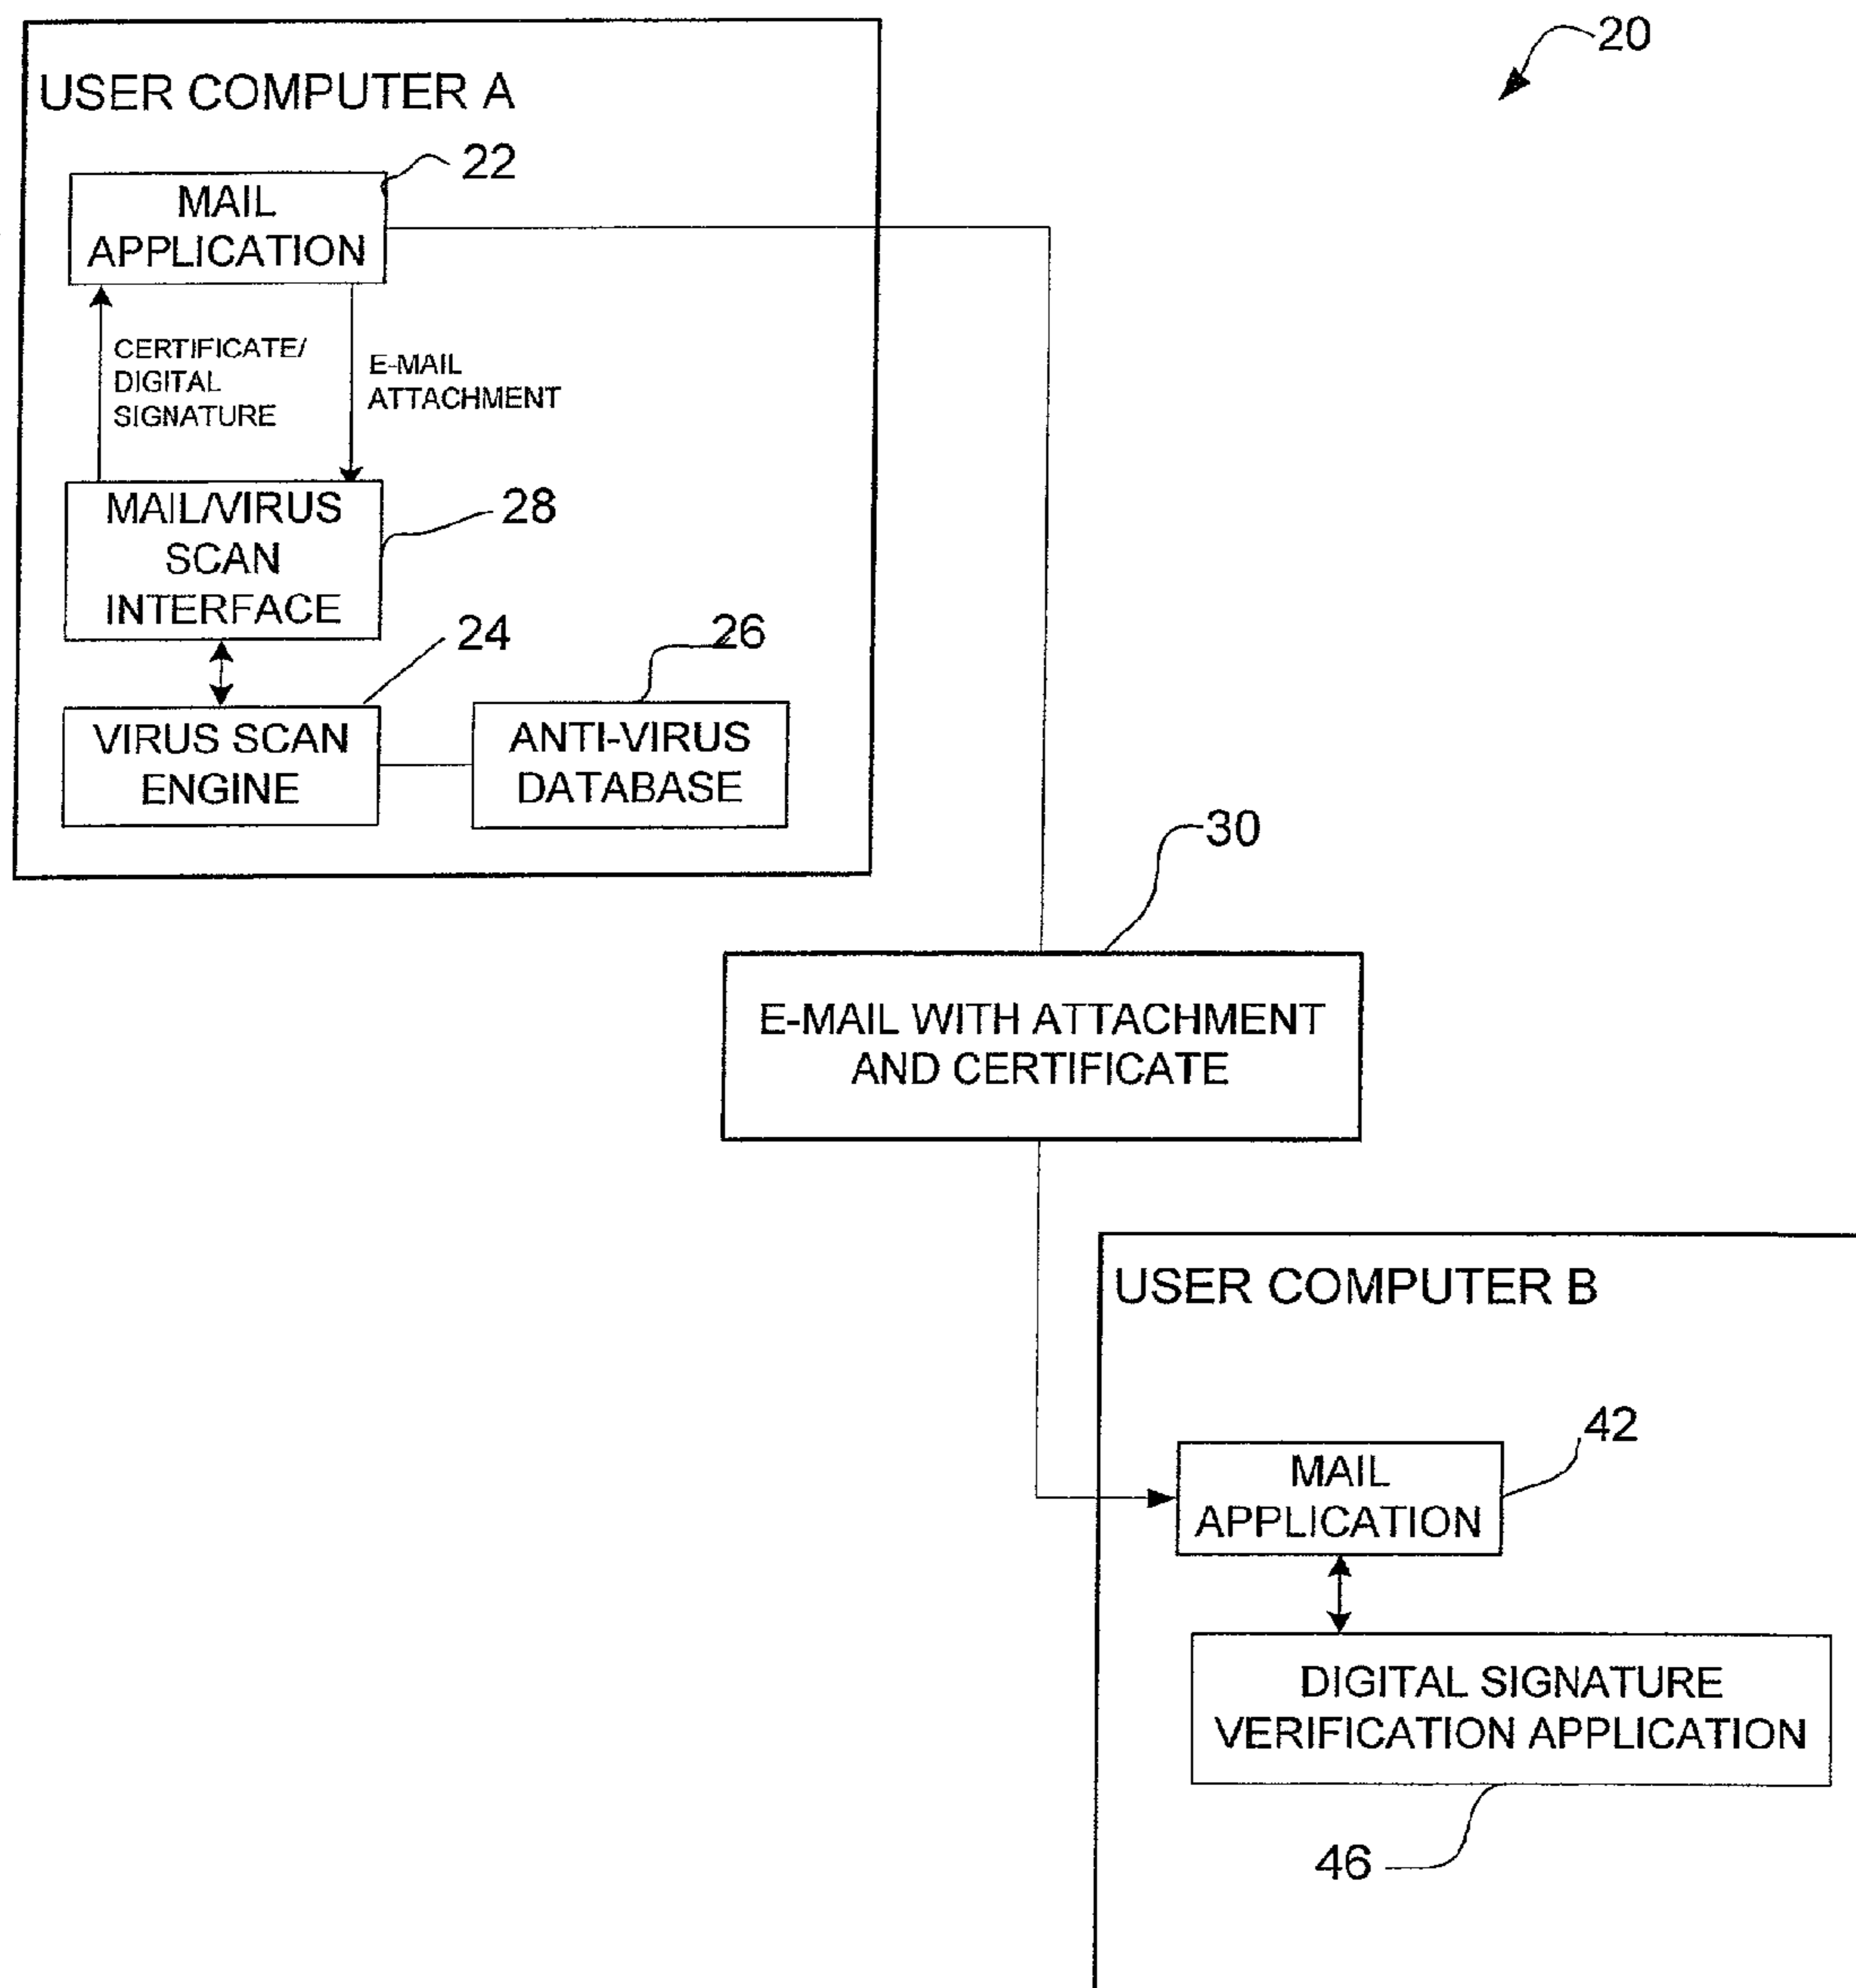 20
USER COMPUTER A
22
MAIL
APPLICATION
CERTIFICATE/
DIGITAL
SIGNATURE
E-MAIL
ATTACHMENT
MAIL/VIRUS
SCAN
INTERFACE
28
24
26
VIRUS SCAN
ENGINE
ANTI-VIRUS
DATABASE
30
E-MAIL WITH ATTACHMENT
AND CERTIFICATE
USER COMPUTER B
42
MAIL
APPLICATION
DIGITAL SIGNATURE
VERIFICATION APPLICATION
46